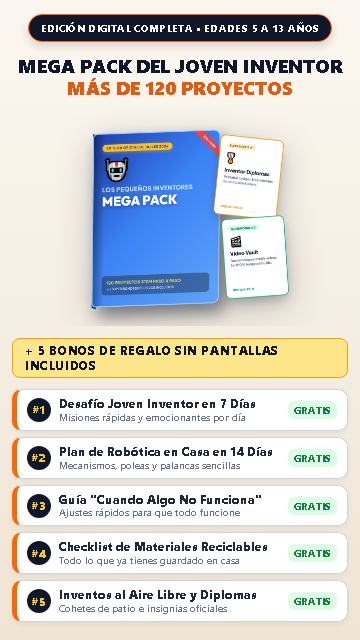 EDICIÓN DIGITAL COMPLETA • EDADES 5 A 13 AÑOS
MEGA PACK DEL JOVEN INVENTOR
MÁS DE 120 PROYECTOS
LOS PEQUEÑOS INVENTORES
MEGA PACK
120 PROYECTOS STEM PASO A PASO
Inventor Diplomas
Video Vault
+ 5 BONOS DE REGALO SIN PANTALLAS
INCLUIDOS
#1 Desafío Joven Inventor en 7 Días GRATIS
Misiones rápidas y emocionantes por día
#2 Plan de Robótica en Casa en 14 Días GRATIS
Mecanismos, poleas y palancas sencillas
#3 Guía "Cuando Algo No Funciona" GRATIS
Ajustes rápidos para que todo funcione
#4 Checklist de Materiales Reciclables GRATIS
Todo lo que ya tienes guardado en casa
#5 Inventos al Aire Libre y Diplomas GRATIS
Cohetes de patio e insignias oficiales